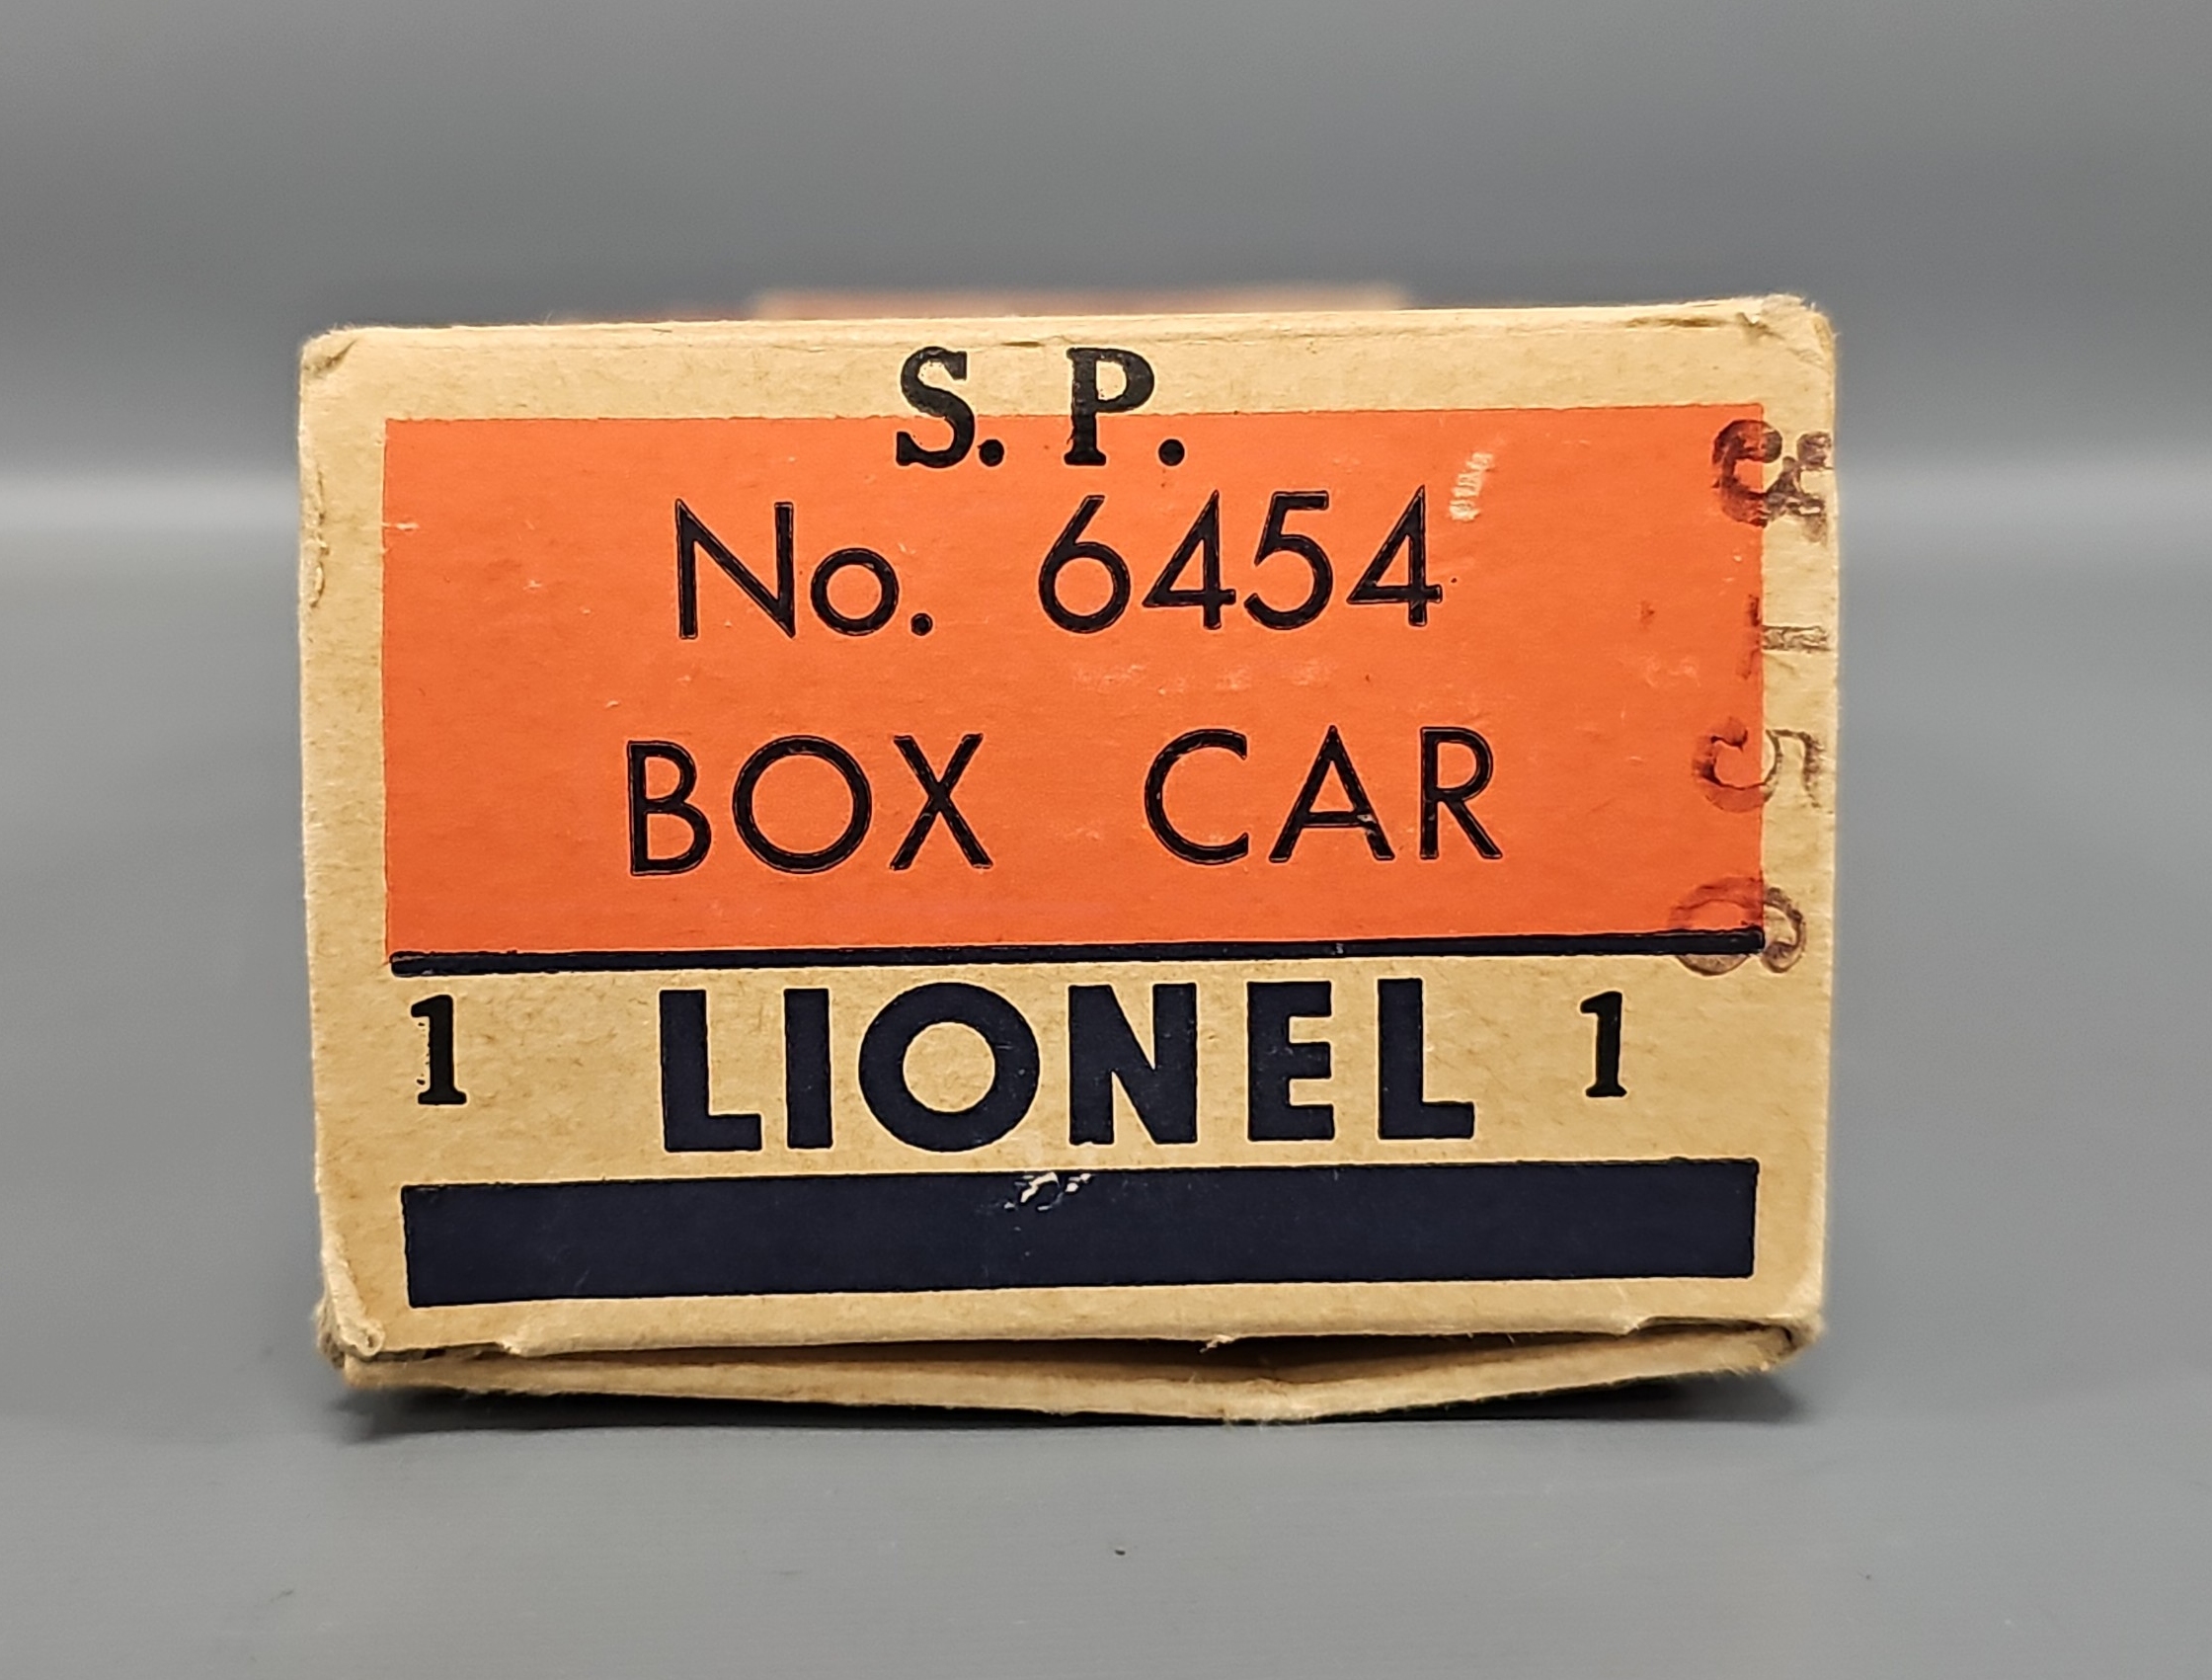 S. P.
No. 6454
BOX CAR
1 LIONEL 1